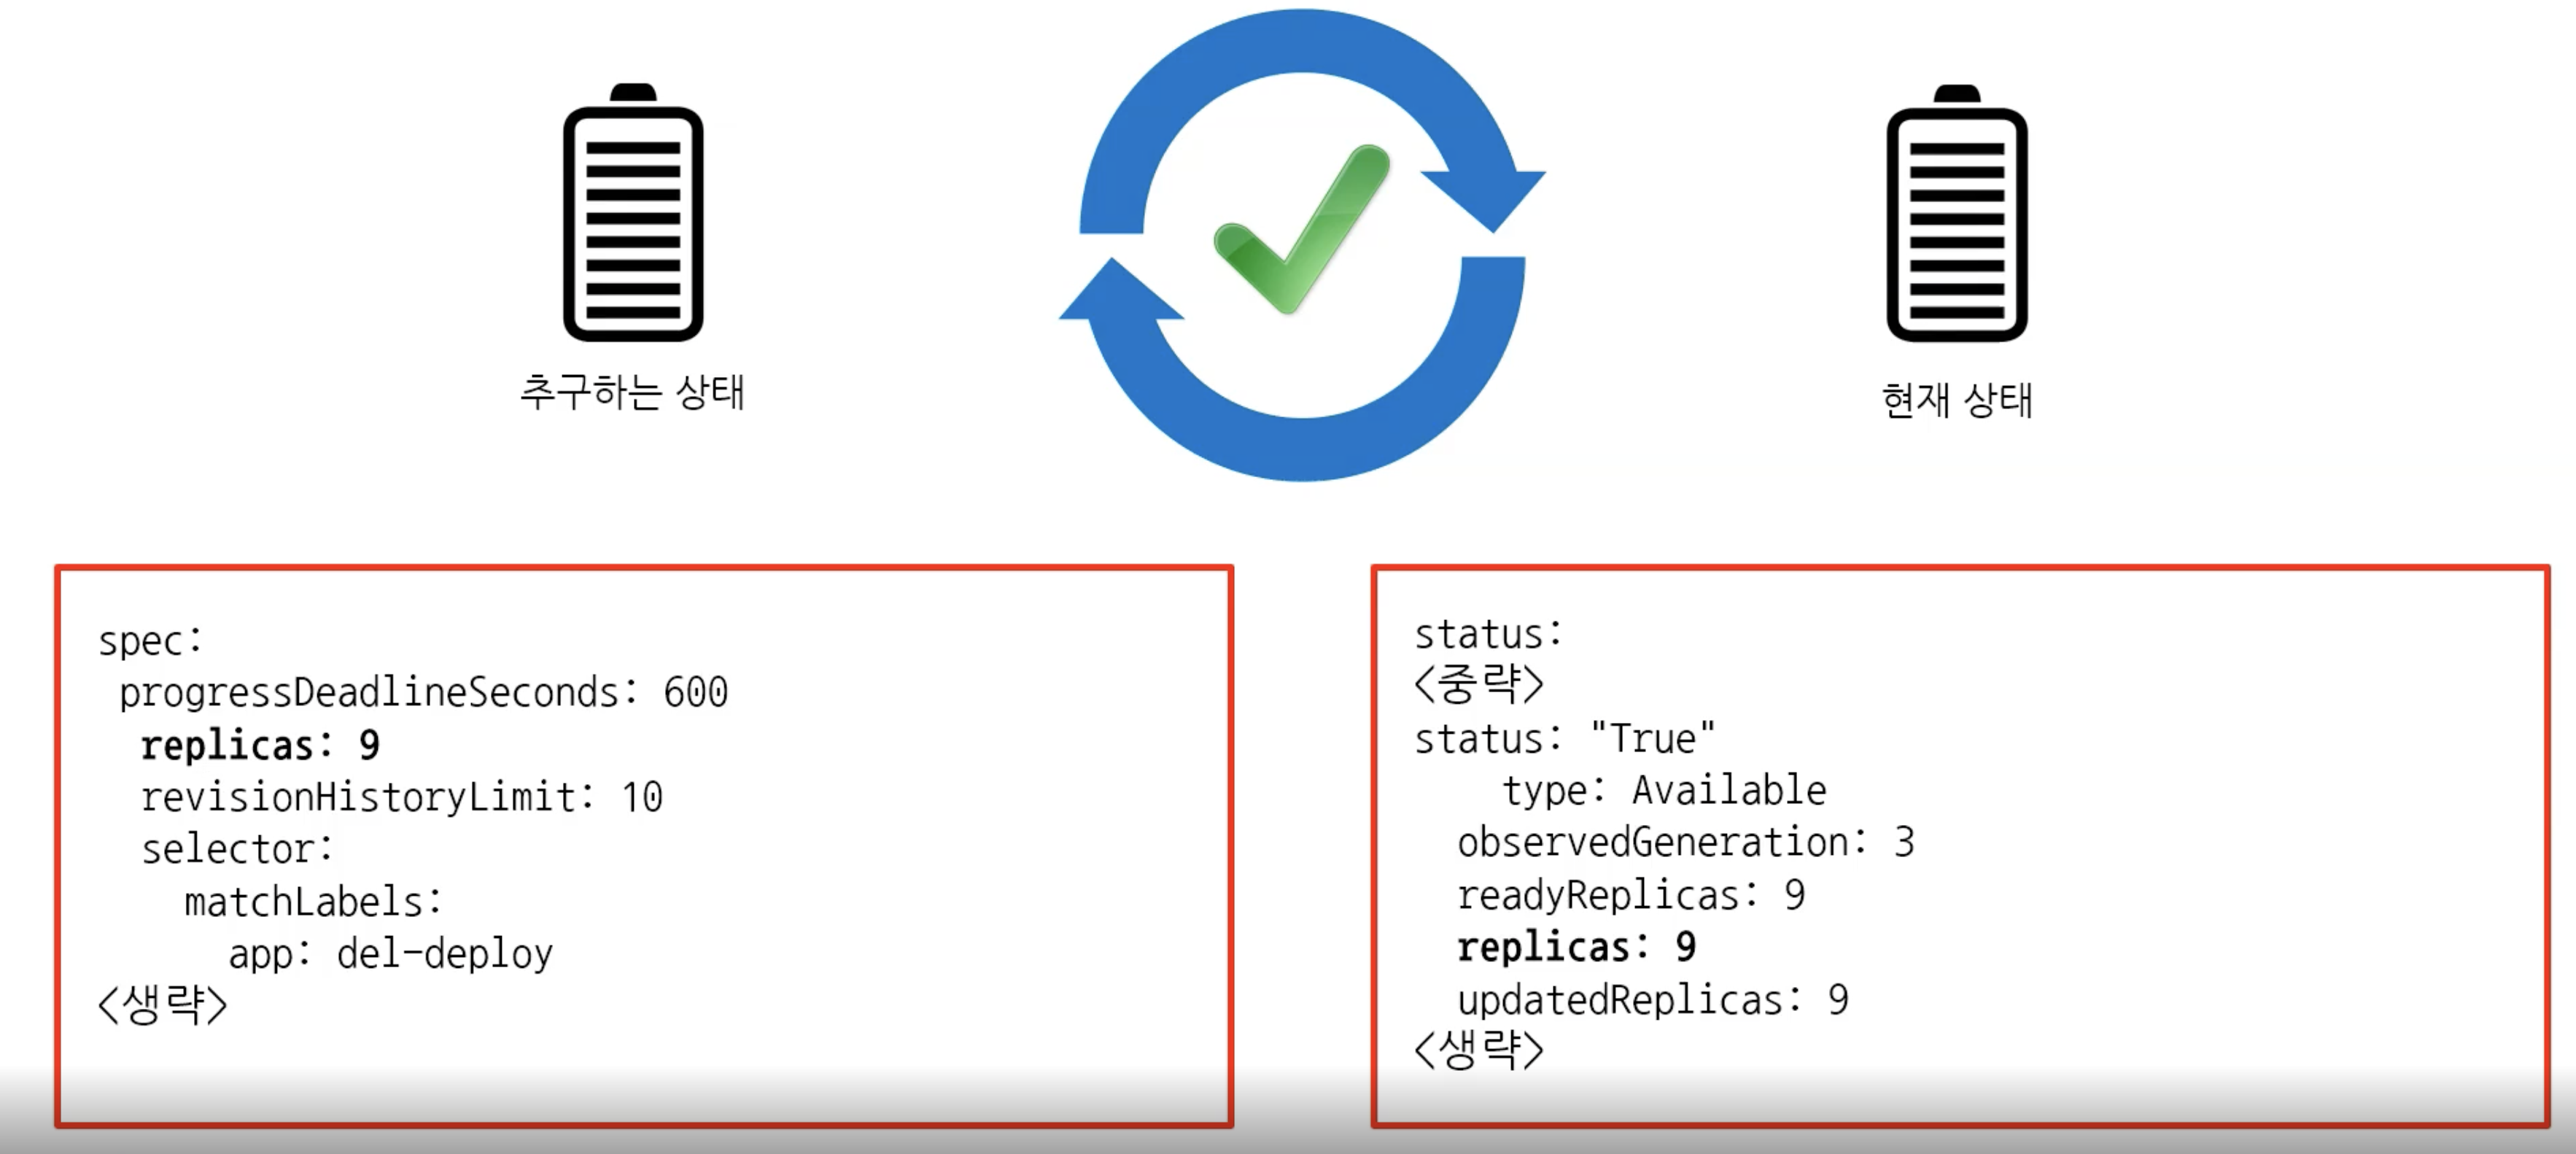 추구하는 상태
현재 상태
spec:
progressDeadlineSeconds: 600
replicas: 9
revisionHistoryLimit: 10
selector:
matchLabels:
app: del-deploy
<생략>
status:
<중략>
status: "True"
type: Available
observedGeneration: 3
readyReplicas: 9
replicas: 9
updatedReplicas: 9
<생략>